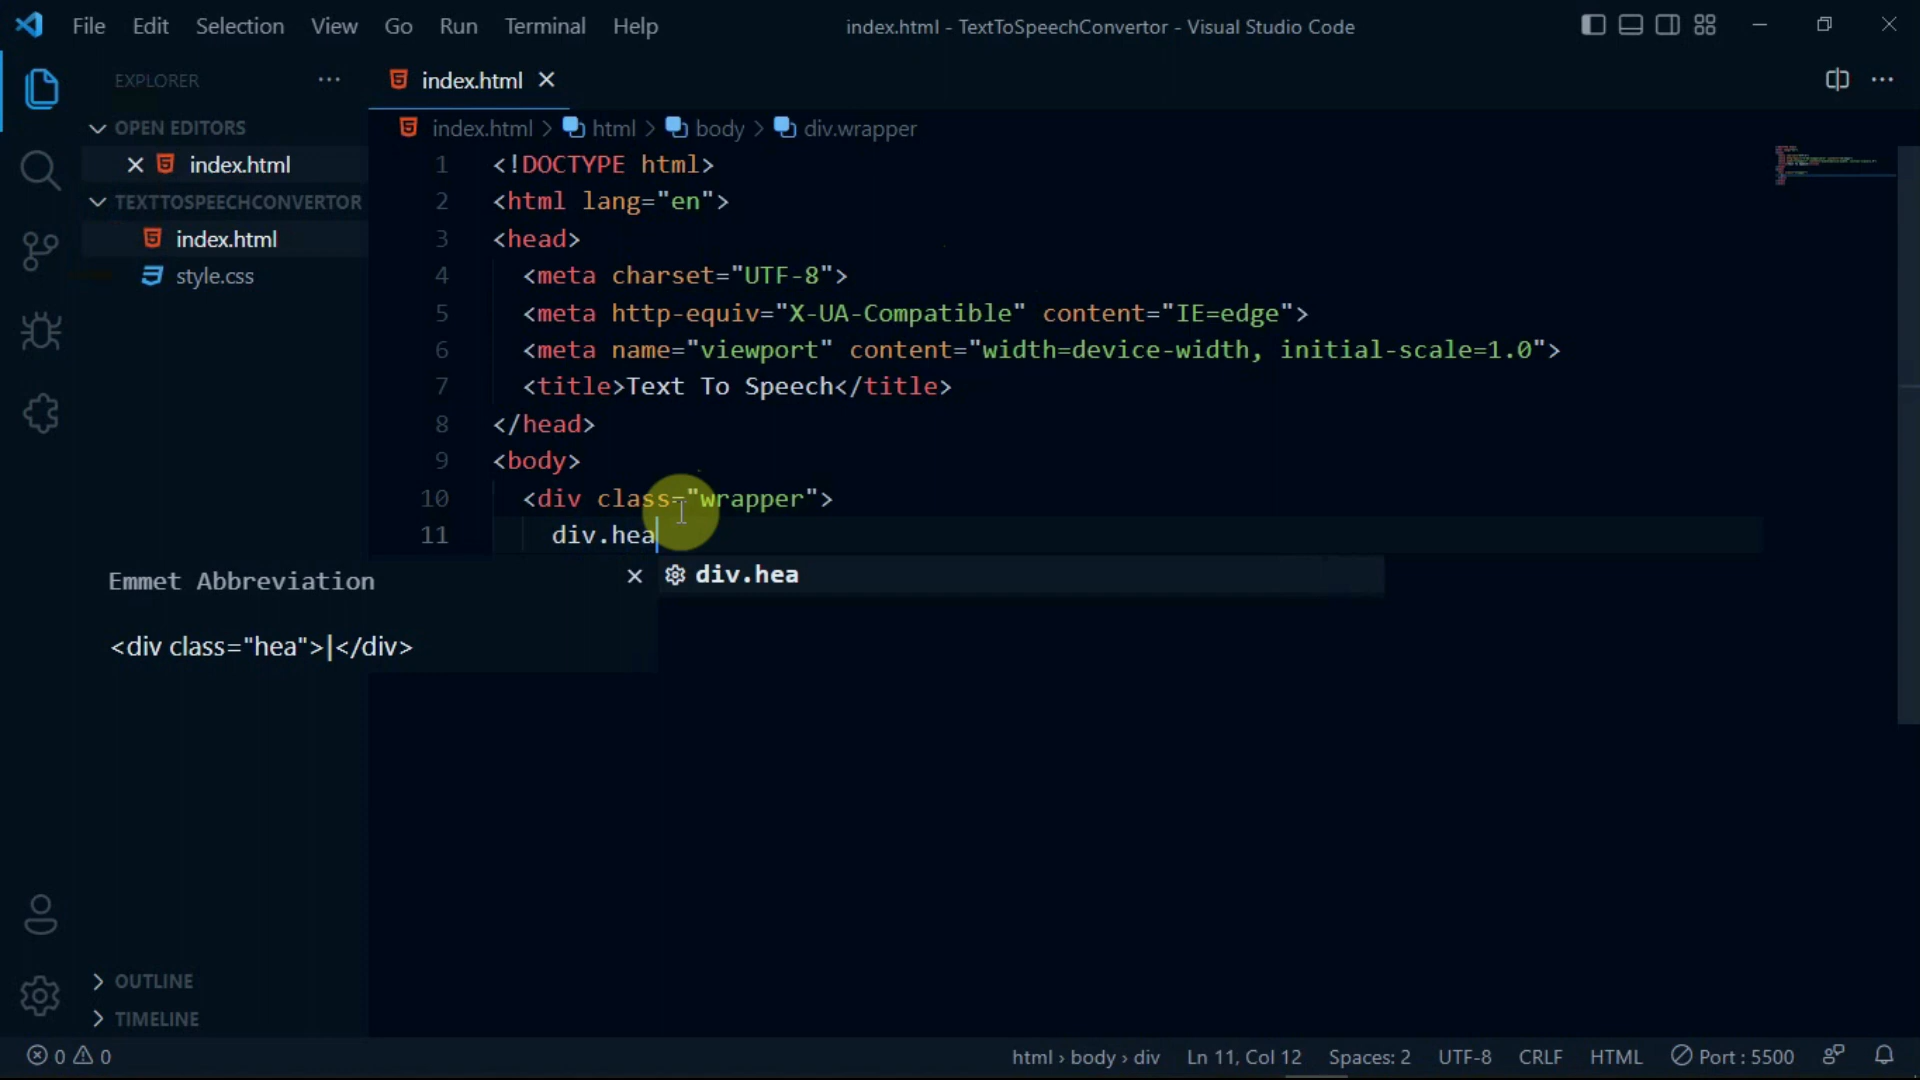 File Edit Selection View Go Run Terminal Help
index.html - TextToSpeechConvertor - Visual Studio Code
EXPLORER
index.html
OPEN EDITORS
index.html
TEXTTOSPEECHCONVERTOR
index.html
style.css
index.html > html > body > div.wrapper
1 <!DOCTYPE html>
2 <html lang="en">
3 <head>
4 <meta charset="UTF-8">
5 <meta http-equiv="X-UA-Compatible" content="IE=edge">
6 <meta name="viewport" content="width=device-width, initial-scale=1.0">
7 <title>Text To Speech</title>
8 </head>
9 <body>
10 <div class="wrapper">
11 div.hea
div.hea
Emmet Abbreviation
<div class="hea">|</div>
OUTLINE
TIMELINE
0 0
html › body › div Ln 11, Col 12 Spaces: 2 UTF-8 CRLF HTML Port : 5500